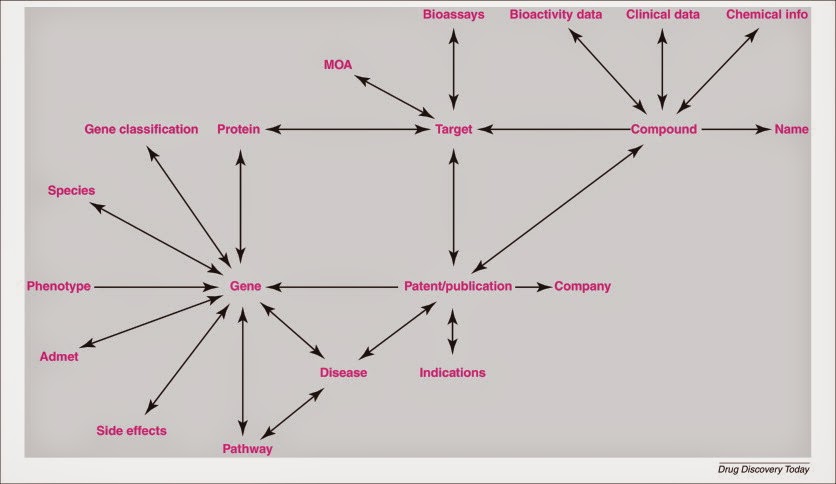 Bioassays
Bioactivity data
Clinical data
Chemical info
MOA
Gene classification
Protein
Target
Compound
Name
Species
Phenotype
Gene
Patent/publication
Company
Admet
Disease
Indications
Side effects
Pathway
Drug Discovery Today